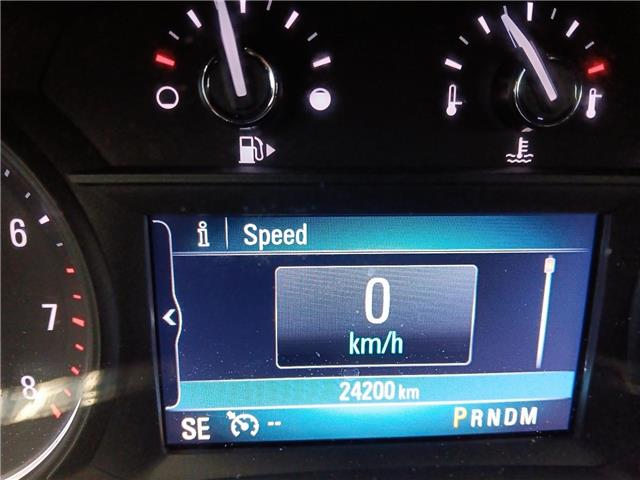 6
7
8
i Speed
0
km/h
24200 km
SE --
PRNDM